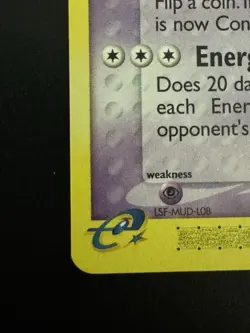 Flip a coin. I
is now Con
Energ
Does 20 da
each Ener
opponent's
weakness
LSF-MUD-L08
e